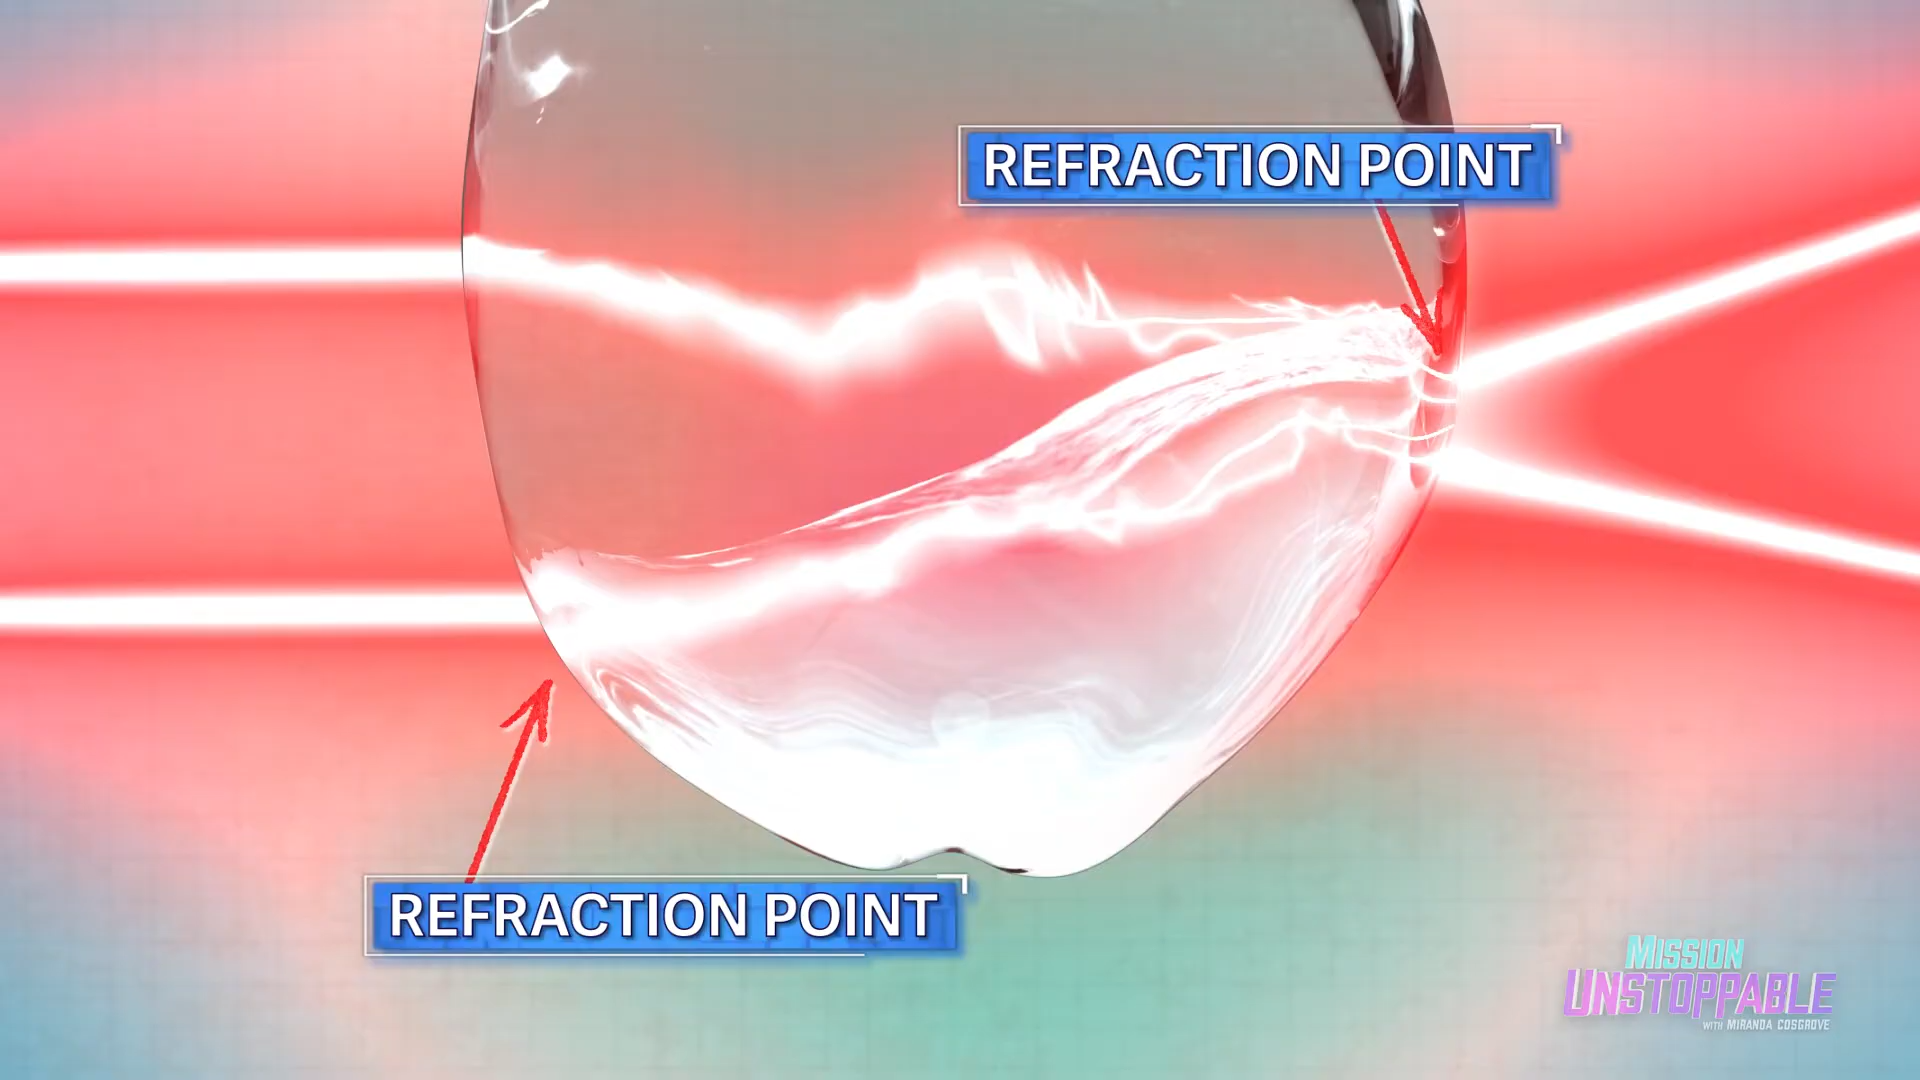 REFRACTION POINT
REFRACTION POINT
MISSION
UNSTOPPABLE
WITH MIRANDA COSGROVE